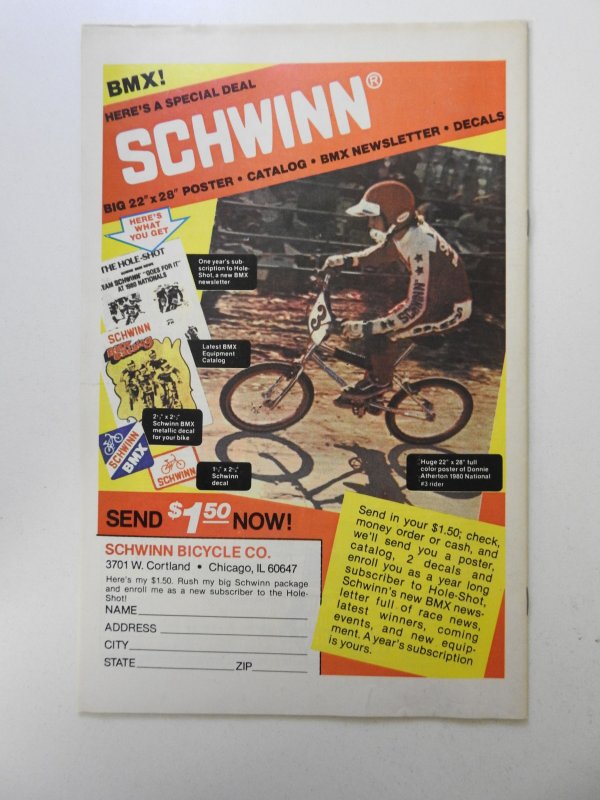 BMX!
HERE'S A SPECIAL DEAL
SCHWINN®
BIG 22" x 28" POSTER • CATALOG • BMX NEWSLETTER • DECALS
HERE'S
WHAT
YOU GET
THE HOLE-SHOT
"GOES FOR IT"
AT 1980 NATIONALS
SCHWINN
One year's sub-
scription to Hole-
Shot, a new BMX
newsletter
Latest BMX
Equipment
Catalog
2½" x 2½"
Schwinn BMX
metallic decal
for your bike
SCHWINN
BMX
SCHWINN
Schwinn
decal
SCHWINN
3
Huge 22" x 28" full
color poster of Donnie
Atherton 1980 National
#3 rider
SEND $1.50 NOW!
SCHWINN BICYCLE CO.
3701 W. Cortland • Chicago, IL 60647
Here's my $1.50. Rush my big Schwinn package
and enroll me as a new subscriber to the Hole-
Shot!
NAME
ADDRESS
CITY
STATE ZIP
Send in your $1.50; check,
money order or cash, and
we'll send you a poster,
catalog, 2 decals and
enroll you as a year long
subscriber to Hole-Shot,
Schwinn's new BMX news-
letter full of race news,
latest winners, coming
events, and new equip-
ment. A year's subscription
is yours.